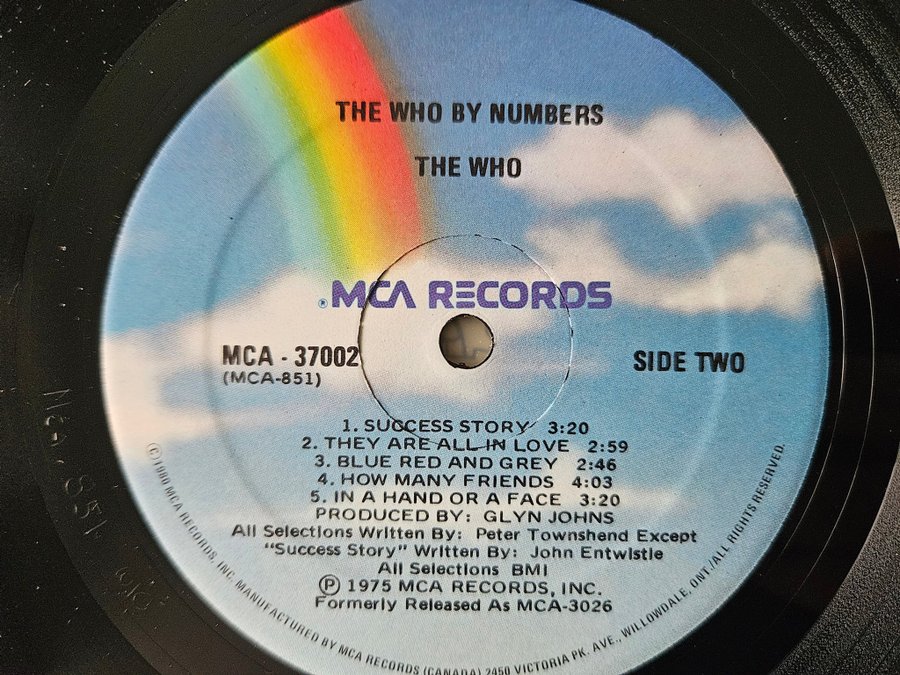 THE WHO BY NUMBERS
THE WHO
®MCA RECORDS
MCA - 37002
(MCA-851)
SIDE TWO
1. SUCCESS STORY 3:20
2. THEY ARE ALL IN LOVE 2:59
3. BLUE RED AND GREY 2:46
4. HOW MANY FRIENDS 4:03
5. IN A HAND OR A FACE 3:20
PRODUCED BY: GLYN JOHNS
All Selections Written By: Peter Townshend Except
"Success Story" Written By: John Entwistle
All Selections BMI
Ⓟ 1975 MCA RECORDS, INC.
Formerly Released As MCA-3026
©1980 MCA RECORDS, INC. MANUFACTURED BY MCA RECORDS (CANADA) 2450 VICTORIA PK. AVE., WILLOWDALE, ONT./ALL RIGHTS RESERVED.
851